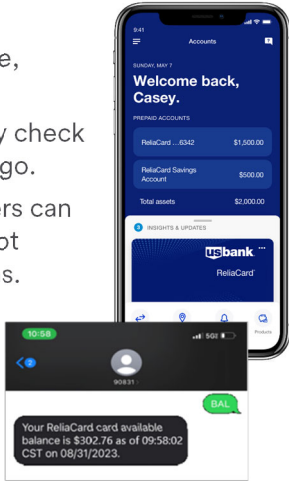 e,
y check
go.
ers can
ot
s.
9:41
Accounts
SUNDAY, MAY 7
Welcome back,
Casey.
PREPAID ACCOUNTS
ReliaCard ...6342 $1,500.00
ReliaCard Savings
Account $500.00
Total assets $2,000.00
3 INSIGHTS & UPDATES
usbank
ReliaCard
Products
10:58
5G
2
90831
BAL
Your ReliaCard card available
balance is $302.76 as of 09:58:02
CST on 08/31/2023.